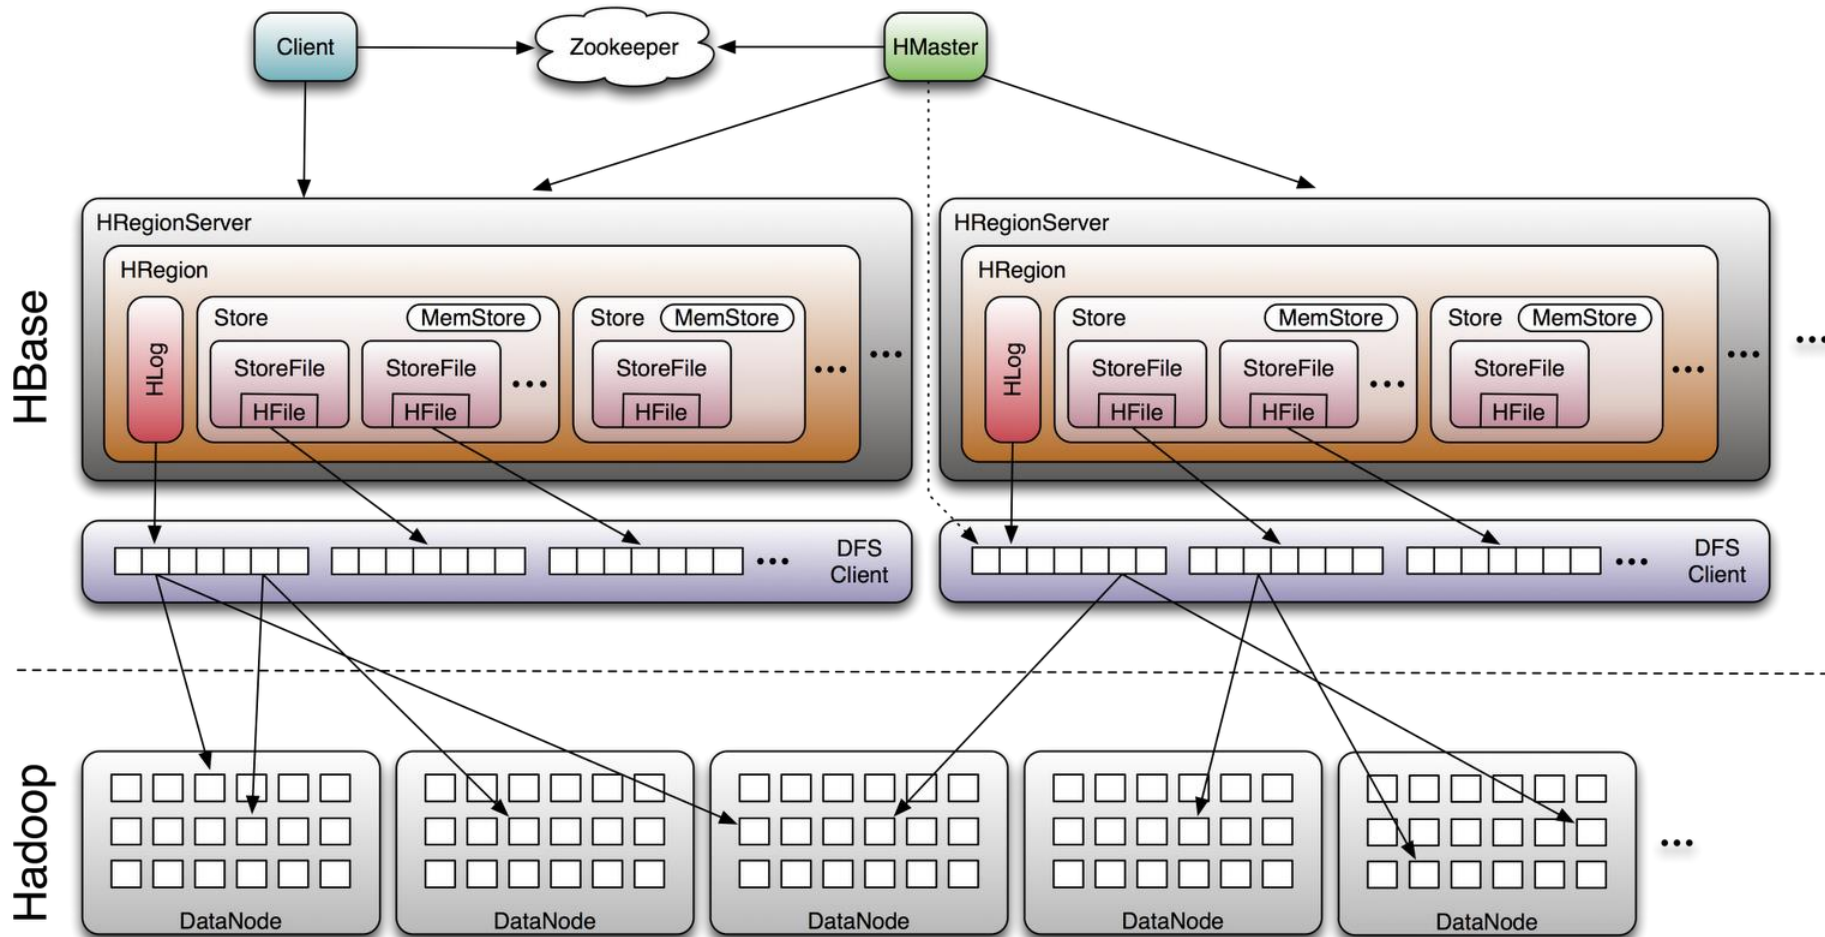 Client
Zookeeper
HMaster
HBase
HRegionServer
HRegionServer
HRegion
HRegion
HLog
Store
MemStore
Store
MemStore
...
...
HLog
Store
MemStore
Store
MemStore
...
...
...
StoreFile
StoreFile
...
StoreFile
StoreFile
StoreFile
...
StoreFile
HFile
HFile
HFile
HFile
HFile
HFile
...
DFS
Client
...
DFS
Client
Hadoop
...
DataNode
DataNode
DataNode
DataNode
DataNode